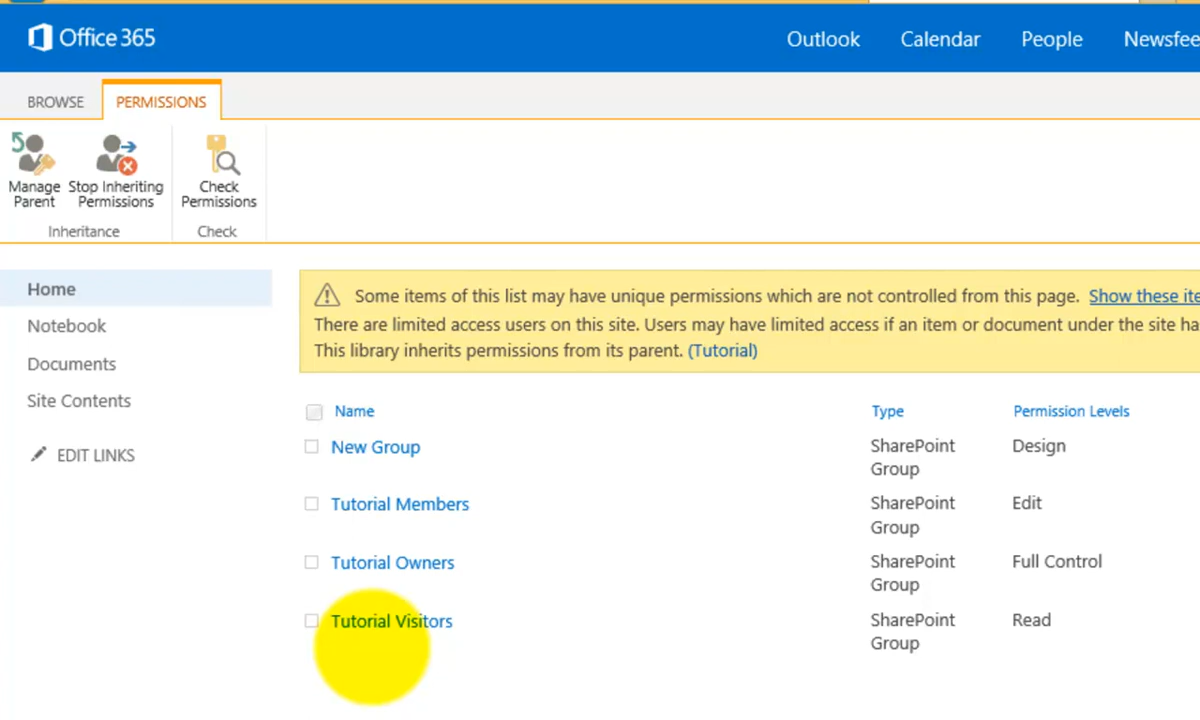 Office 365
Outlook Calendar People Newsfee
BROWSE PERMISSIONS
Manage Parent
Stop Inheriting Permissions
Check Permissions
Inheritance
Check
Home
Notebook
Documents
Site Contents
EDIT LINKS
Some items of this list may have unique permissions which are not controlled from this page. Show these ite
There are limited access users on this site. Users may have limited access if an item or document under the site ha
This library inherits permissions from its parent. (Tutorial)
Name Type Permission Levels
New Group SharePoint Group Design
Tutorial Members SharePoint Group Edit
Tutorial Owners SharePoint Group Full Control
Tutorial Visitors SharePoint Group Read